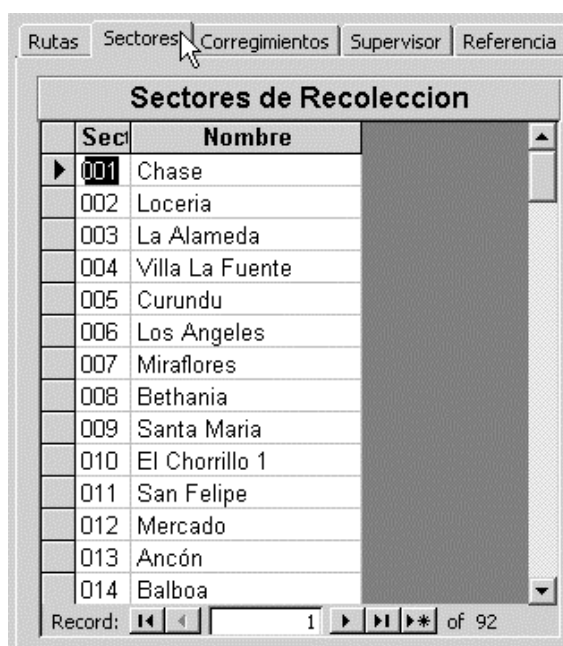 Rutas Sectores Corregimientos Supervisor Referencia
Sectores de Recoleccion
Sect Nombre
001 Chase
002 Loceria
003 La Alameda
004 Villa La Fuente
005 Curundu
006 Los Angeles
007 Miraflores
008 Bethania
009 Santa Maria
010 El Chorrillo 1
011 San Felipe
012 Mercado
013 Ancón
014 Balboa
Record: 1 of 92